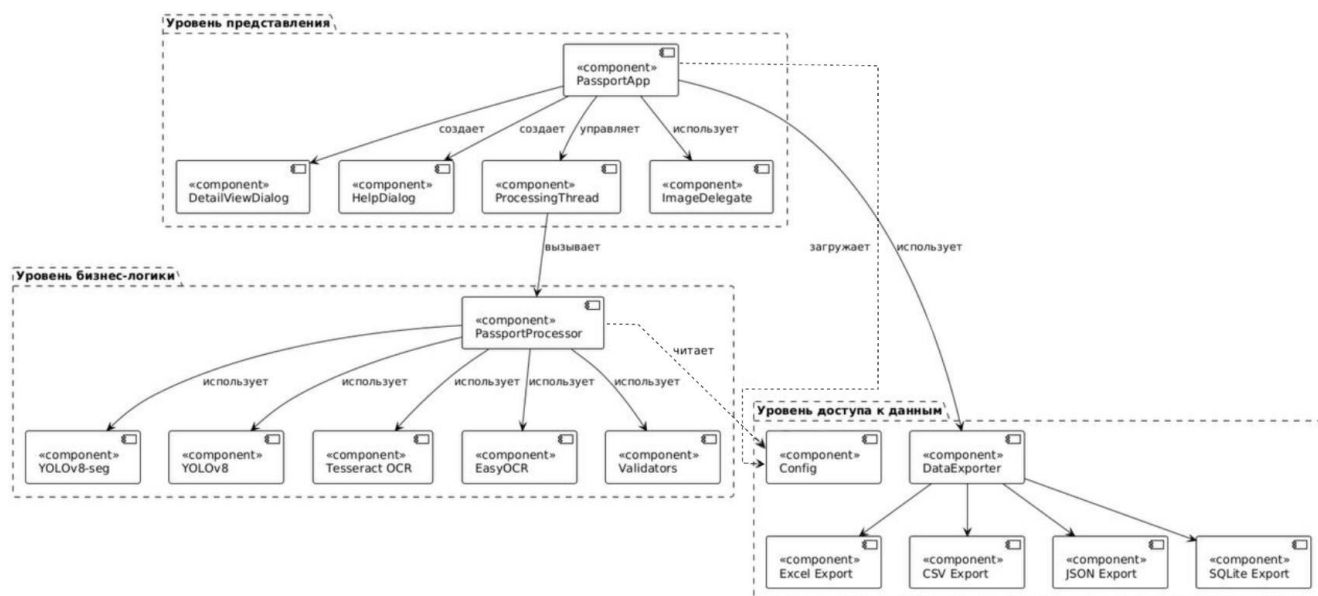 Уровень представления
«component»
PassportApp
создает
создает
управляет
использует
«component»
DetailViewDialog
«component»
HelpDialog
«component»
ProcessingThread
«component»
ImageDelegate
вызывает
загружает
использует
Уровень бизнес-логики
«component»
PassportProcessor
читает
использует
использует
использует
использует
использует
«component»
YOLOv8-seg
«component»
YOLOv8
«component»
Tesseract OCR
«component»
EasyOCR
«component»
Validators
Уровень доступа к данным
«component»
Config
«component»
DataExporter
«component»
Excel Export
«component»
CSV Export
«component»
JSON Export
«component»
SQLite Export